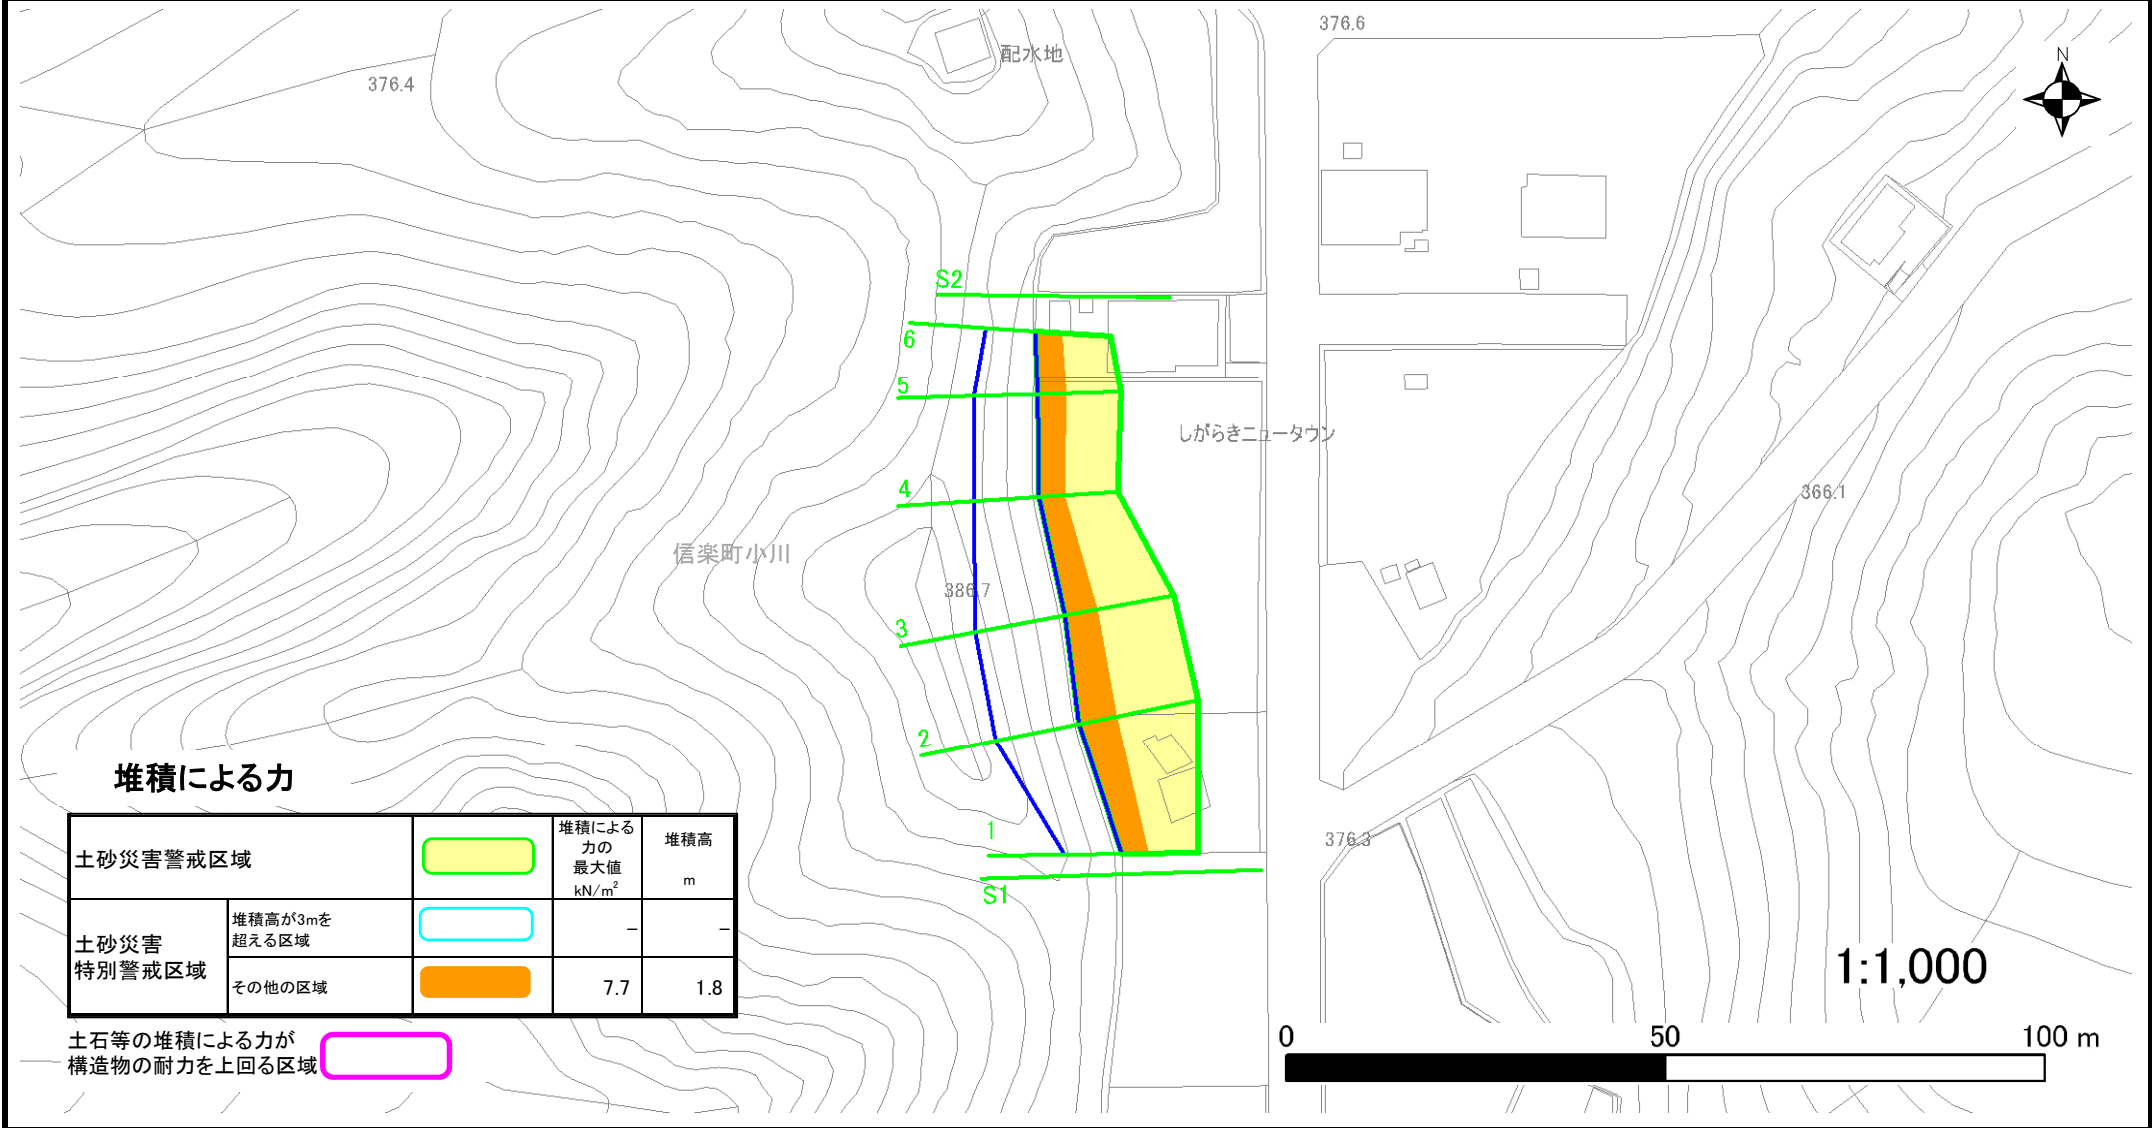 376.6
配水地
N
376.4
S2
6
5
しがらきニュータウン
4
366.1
信楽町小川
386.7
3
2
堆積による力
1
376.3
S1
土砂災害警戒区域
堆積による
力の
最大値
kN/m²
堆積高
m
土砂災害
特別警戒区域
堆積高が3mを
超える区域
－ －
その他の区域
7.7 1.8
土石等の堆積による力が
構造物の耐力を上回る区域
1:1,000
0 50 100 m